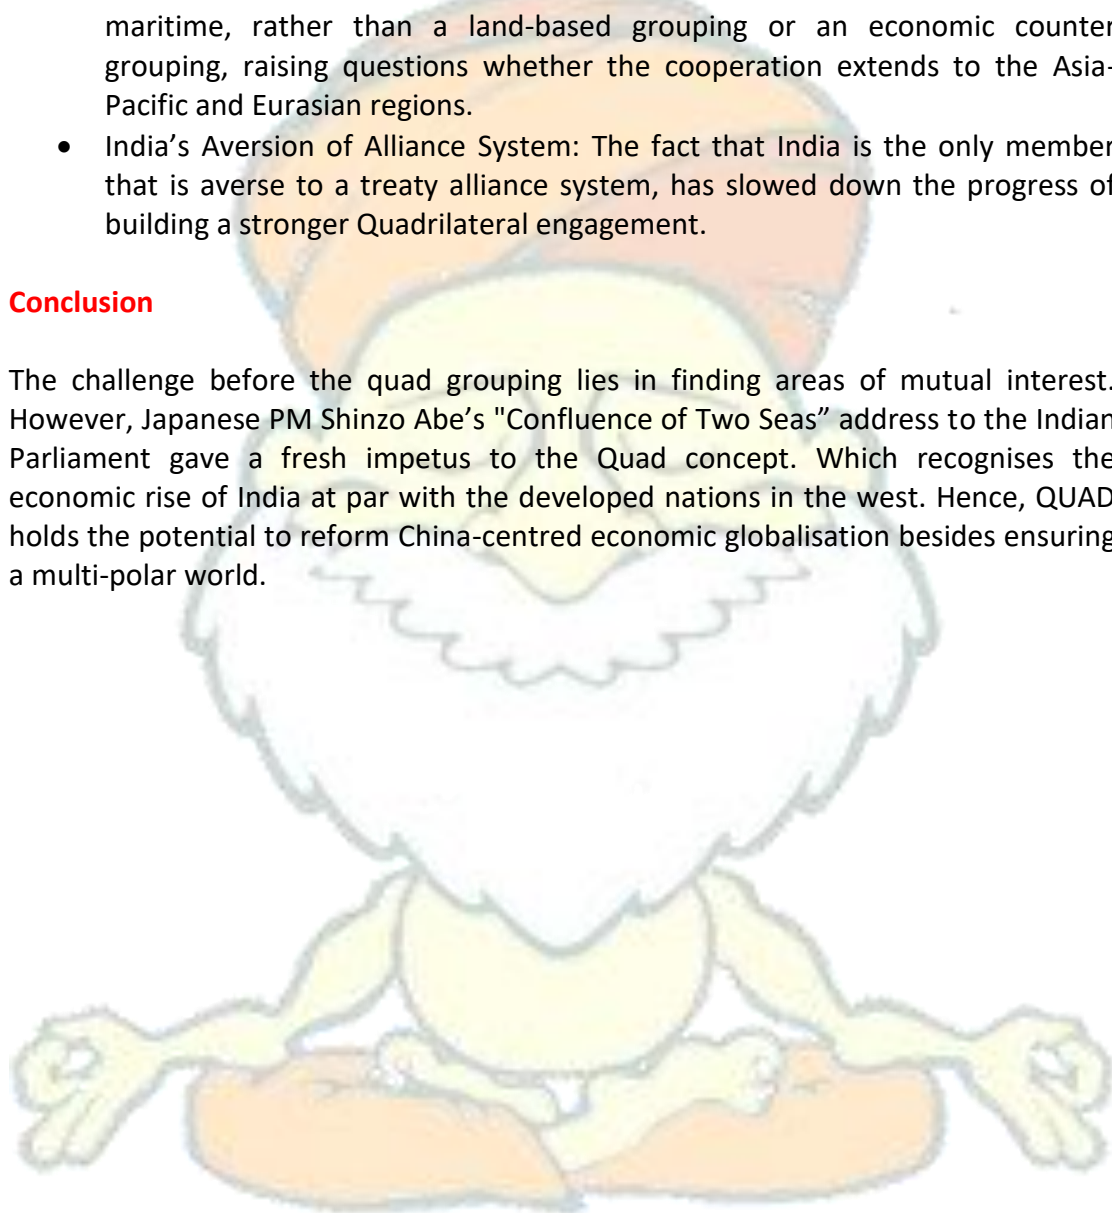 maritime, rather than a land-based grouping or an economic counter
grouping, raising questions whether the cooperation extends to the Asia-
Pacific and Eurasian regions.
• India’s Aversion of Alliance System: The fact that India is the only member
that is averse to a treaty alliance system, has slowed down the progress of
building a stronger Quadrilateral engagement.
Conclusion
The challenge before the quad grouping lies in finding areas of mutual interest.
However, Japanese PM Shinzo Abe’s "Confluence of Two Seas” address to the Indian
Parliament gave a fresh impetus to the Quad concept. Which recognises the
economic rise of India at par with the developed nations in the west. Hence, QUAD
holds the potential to reform China-centred economic globalisation besides ensuring
a multi-polar world.